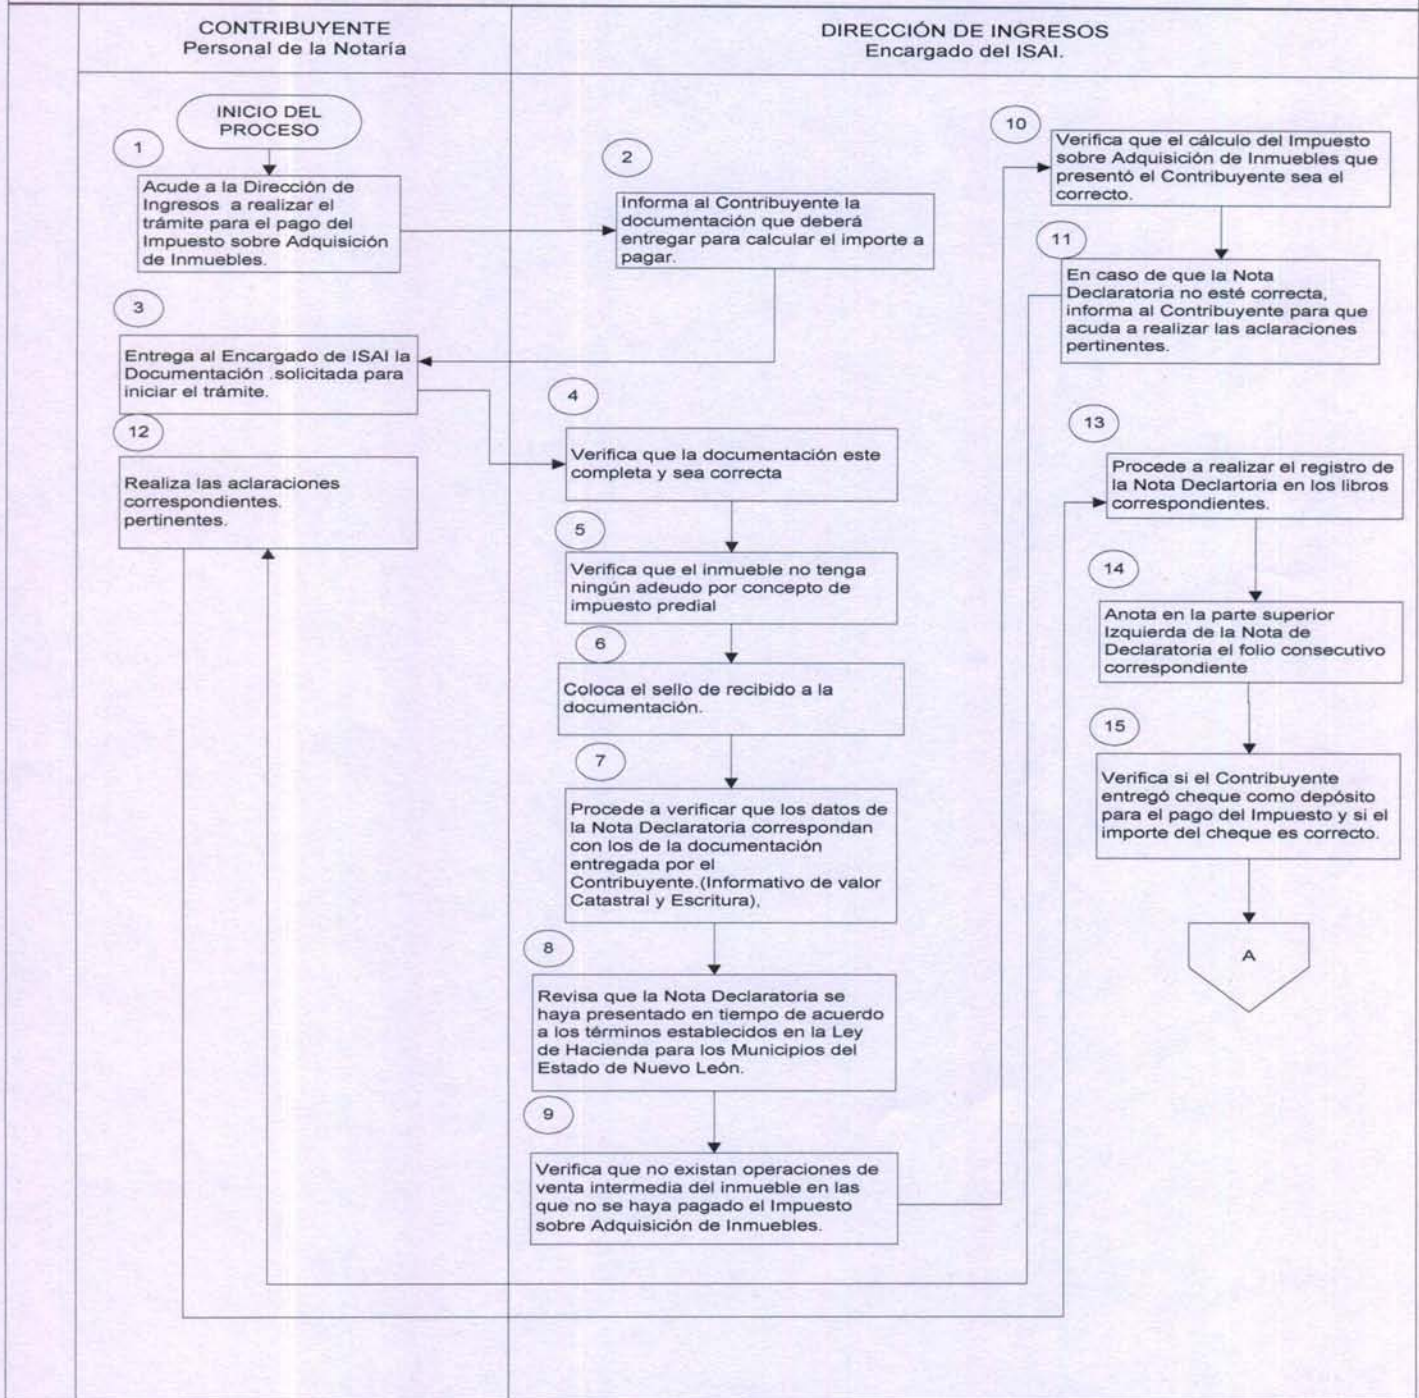 CONTRIBUYENTE
Personal de la Notaría
DIRECCIÓN DE INGRESOS
Encargado del ISAI.
INICIO DEL
PROCESO
1
Acude a la Dirección de
Ingresos a realizar el
trámite para el pago del
Impuesto sobre Adquisición
de Inmuebles.
2
Informa al Contribuyente la
documentación que deberá
entregar para calcular el importe a
pagar.
3
Entrega al Encargado de ISAI la
Documentación .solicitada para
iniciar el trámite.
4
Verifica que la documentación este
completa y sea correcta
5
Verifica que el inmueble no tenga
ningún adeudo por concepto de
impuesto predial
6
Coloca el sello de recibido a la
documentación.
7
Procede a verificar que los datos de
la Nota Declaratoria correspondan
con los de la documentación
entregada por el
Contribuyente.(Informativo de valor
Catastral y Escritura),
8
Revisa que la Nota Declaratoria se
haya presentado en tiempo de acuerdo
a los términos establecidos en la Ley
de Hacienda para los Municipios del
Estado de Nuevo León.
9
Verifica que no existan operaciones de
venta intermedia del inmueble en las
que no se haya pagado el Impuesto
sobre Adquisición de Inmuebles.
10
Verifica que el cálculo del Impuesto
sobre Adquisición de Inmuebles que
presentó el Contribuyente sea el
correcto.
11
En caso de que la Nota
Declaratoria no esté correcta,
informa al Contribuyente para que
acuda a realizar las aclaraciones
pertinentes.
12
Realiza las aclaraciones
correspondientes.
pertinentes.
13
Procede a realizar el registro de
la Nota Declartoria en los libros
correspondientes.
14
Anota en la parte superior
Izquierda de la Nota de
Declaratoria el folio consecutivo
correspondiente
15
Verifica si el Contribuyente
entregó cheque como depósito
para el pago del Impuesto y si el
importe del cheque es correcto.
A